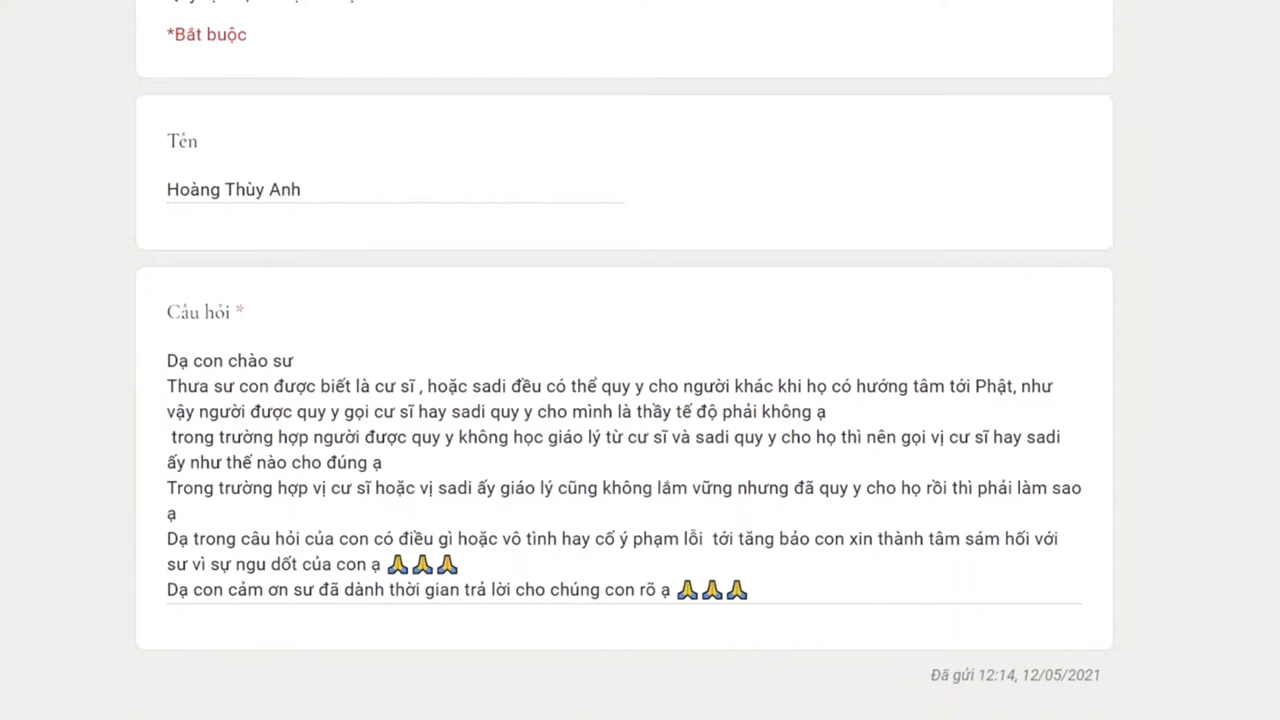 *Bắt buộc
Tên
Hoàng Thùy Anh
Câu hỏi *
Dạ con chào sư
Thưa sư con được biết là cư sĩ , hoặc sadi đều có thể quy y cho người khác khi họ có hướng tâm tới Phật, như
vậy người được quy y gọi cư sĩ hay sadi quy y cho mình là thầy tế độ phải không ạ
trong trường hợp người được quy y không học giáo lý từ cư sĩ và sadi quy y cho họ thì nên gọi vị cư sĩ hay sadi
ấy như thế nào cho đúng ạ
Trong trường hợp vị cư sĩ hoặc vị sadi ấy giáo lý cũng không lắm vững nhưng đã quy y cho họ rồi thì phải làm sao
ạ
Dạ trong câu hỏi của con có điều gì hoặc vô tình hay cố ý phạm lỗi  tới tăng bảo con xin thành tâm sám hối với
sư vì sự ngu dốt của con ạ 🙏🙏🙏
Dạ con cảm ơn sư đã dành thời gian trả lời cho chúng con rõ ạ 🙏🙏🙏
Đã gửi 12:14, 12/05/2021